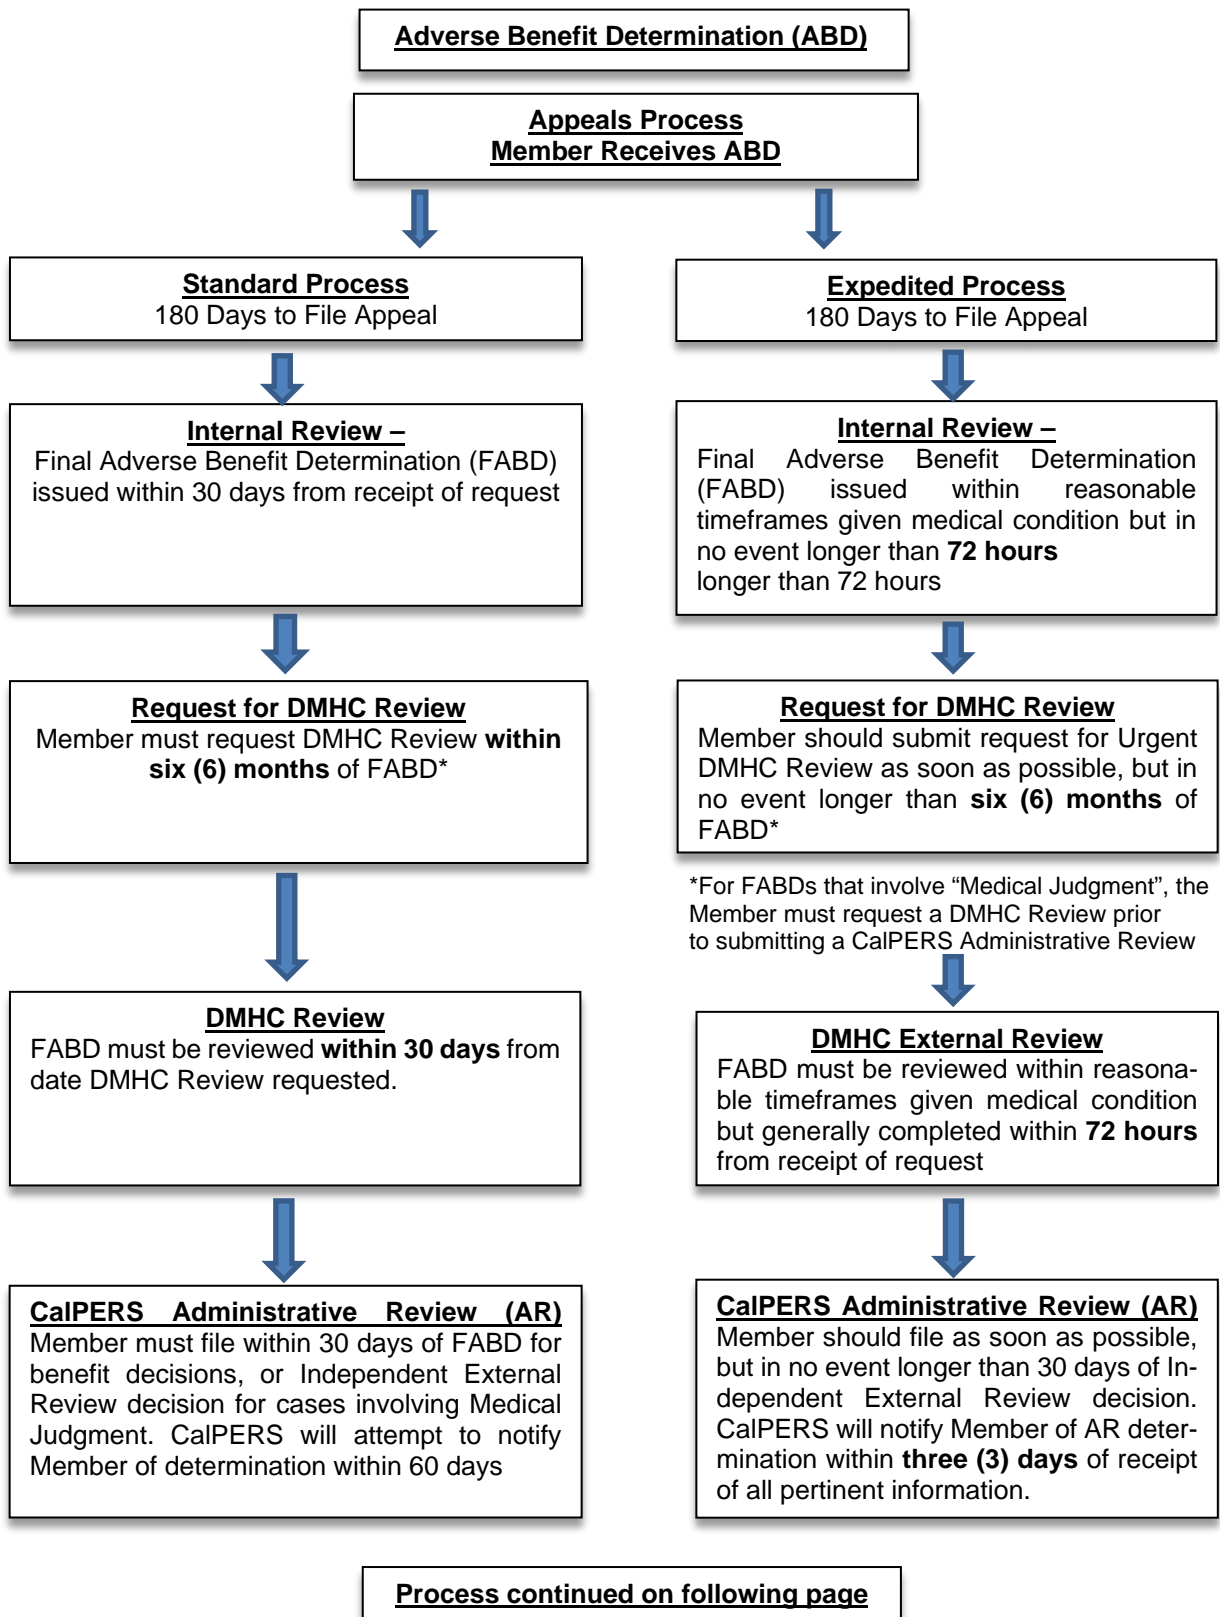 Adverse Benefit Determination (ABD)
Appeals Process
Member Receives ABD
Standard Process
180 Days to File Appeal
Expedited Process
180 Days to File Appeal
Internal Review –
Final Adverse Benefit Determination (FABD)
issued within 30 days from receipt of request
Internal Review –
Final Adverse Benefit Determination
(FABD) issued within reasonable
timeframes given medical condition but in
no event longer than 72 hours
longer than 72 hours
Request for DMHC Review
Member must request DMHC Review within
six (6) months of FABD*
Request for DMHC Review
Member should submit request for Urgent
DMHC Review as soon as possible, but in
no event longer than six (6) months of
FABD*
*For FABDs that involve “Medical Judgment”, the
Member must request a DMHC Review prior
to submitting a CalPERS Administrative Review
DMHC Review
FABD must be reviewed within 30 days from
date DMHC Review requested.
DMHC External Review
FABD must be reviewed within reasona-
ble timeframes given medical condition
but generally completed within 72 hours
from receipt of request
CalPERS Administrative Review (AR)
Member must file within 30 days of FABD for
benefit decisions, or Independent External
Review decision for cases involving Medical
Judgment. CalPERS will attempt to notify
Member of determination within 60 days
CalPERS Administrative Review (AR)
Member should file as soon as possible,
but in no event longer than 30 days of In-
dependent External Review decision.
CalPERS will notify Member of AR deter-
mination within three (3) days of receipt
of all pertinent information.
Process continued on following page